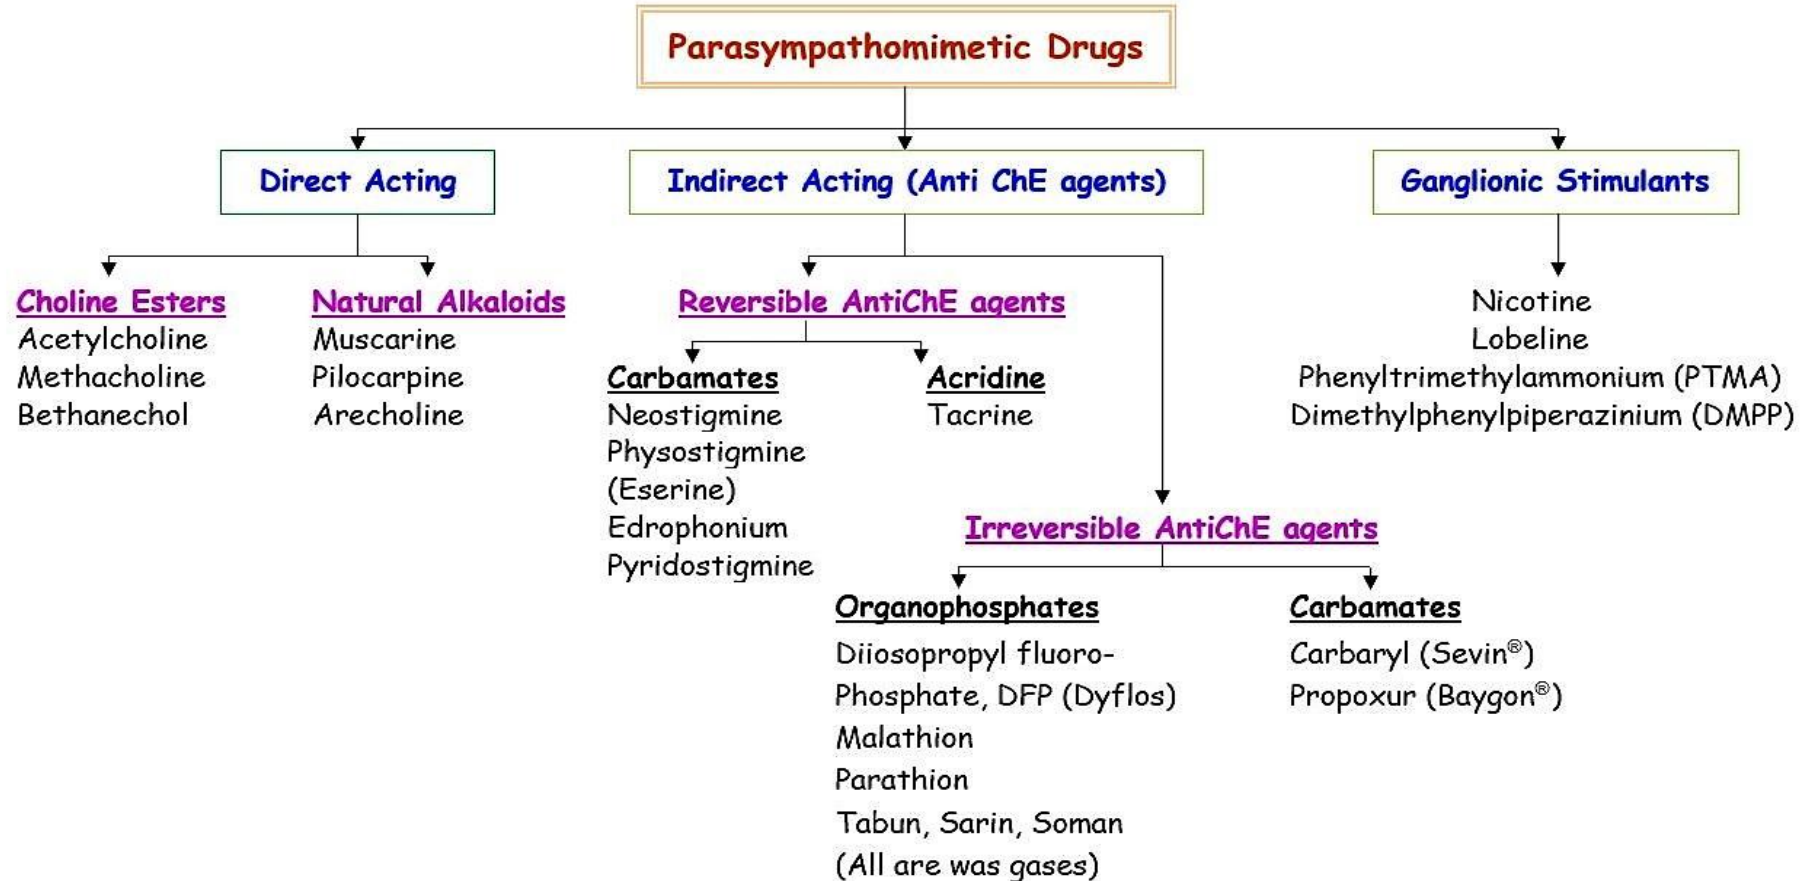 Parasympathomimetic Drugs
Direct Acting
Indirect Acting (Anti ChE agents)
Ganglionic Stimulants
Choline Esters
Acetylcholine
Methacholine
Bethanechol
Natural Alkaloids
Muscarine
Pilocarpine
Arecholine
Reversible AntiChE agents
Carbamates
Neostigmine
Physostigmine
(Eserine)
Edrophonium
Pyridostigmine
Acridine
Tacrine
Irreversible AntiChE agents
Organophosphates
Diiosopropyl fluoro-
Phosphate, DFP (Dyflos)
Malathion
Parathion
Tabun, Sarin, Soman
(All are was gases)
Carbamates
Carbaryl (Sevin®)
Propoxur (Baygon®)
Nicotine
Lobeline
Phenyltrimethylammonium (PTMA)
Dimethylphenylpiperazinium (DMPP)